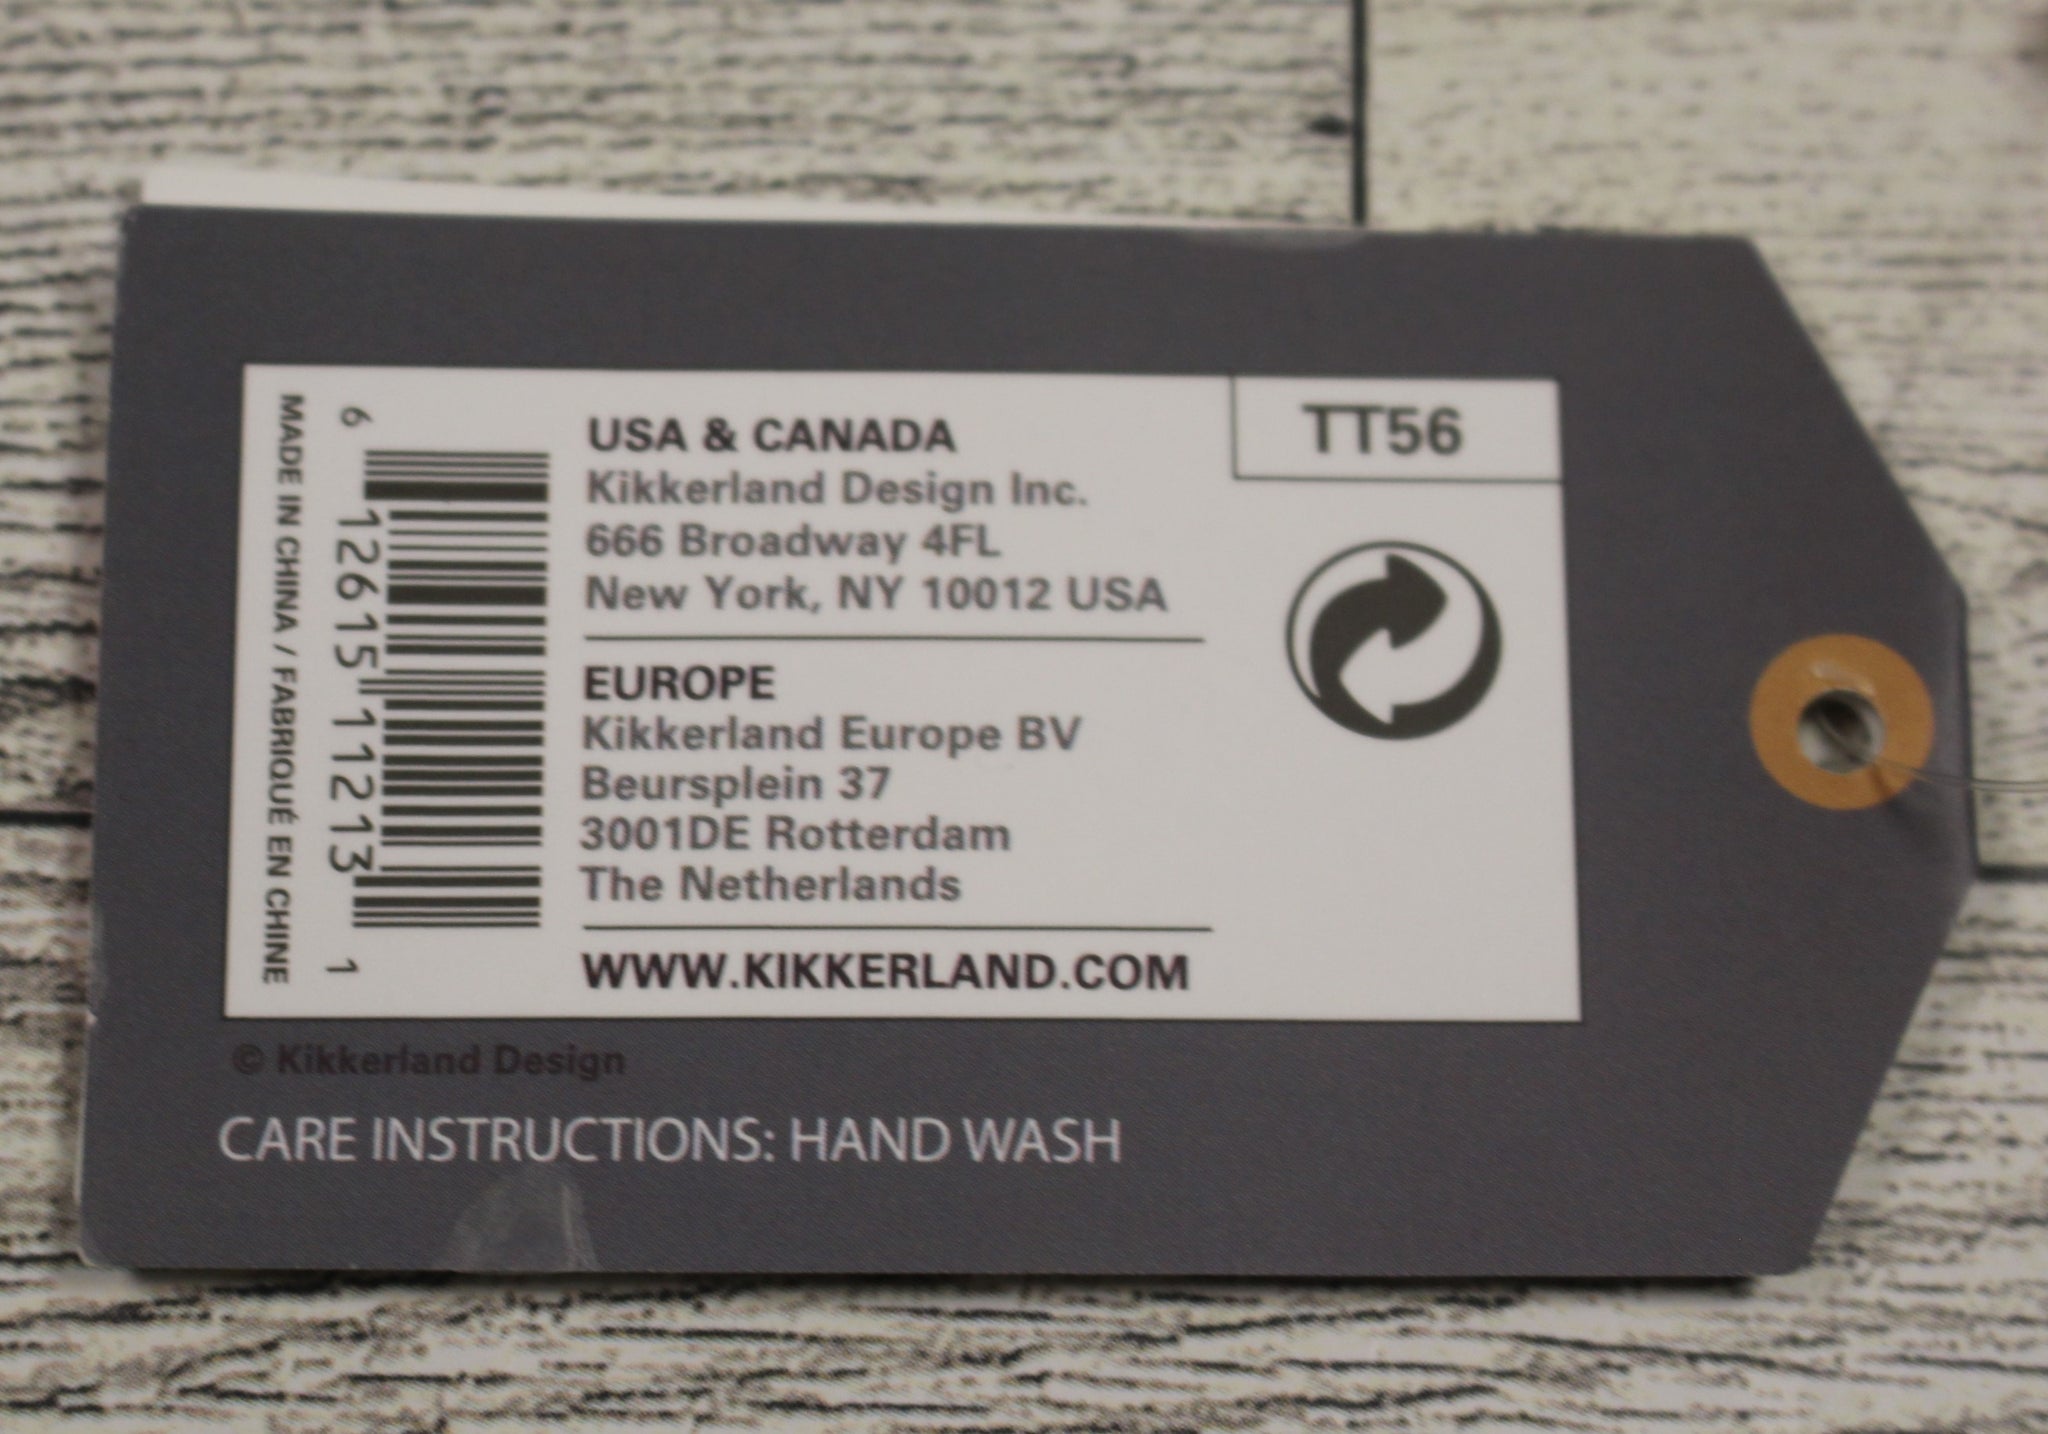 MADE IN CHINA / FABRIQUÉ EN CHINE
6 12615 11213 1
USA & CANADA
Kikkerland Design Inc.
666 Broadway 4FL
New York, NY 10012 USA
EUROPE
Kikkerland Europe BV
Beursplein 37
3001DE Rotterdam
The Netherlands
WWW.KIKKERLAND.COM
TT56
© Kikkerland Design
CARE INSTRUCTIONS: HAND WASH